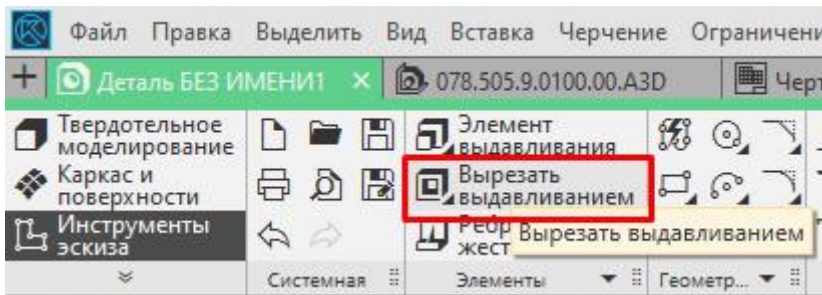 Файл Правка Выделить Вид Вставка Черчение
Деталь БЕЗ ИМЕНИ1 078.505.9.0100.00.A3D
Твердотельное
моделирование
Каркас и
поверхности
Инструменты
эскиза
Системная
Элемент
выдавливания
Вырезать
выдавливанием
Вырезать выдавливанием
Элементы
Геометр...